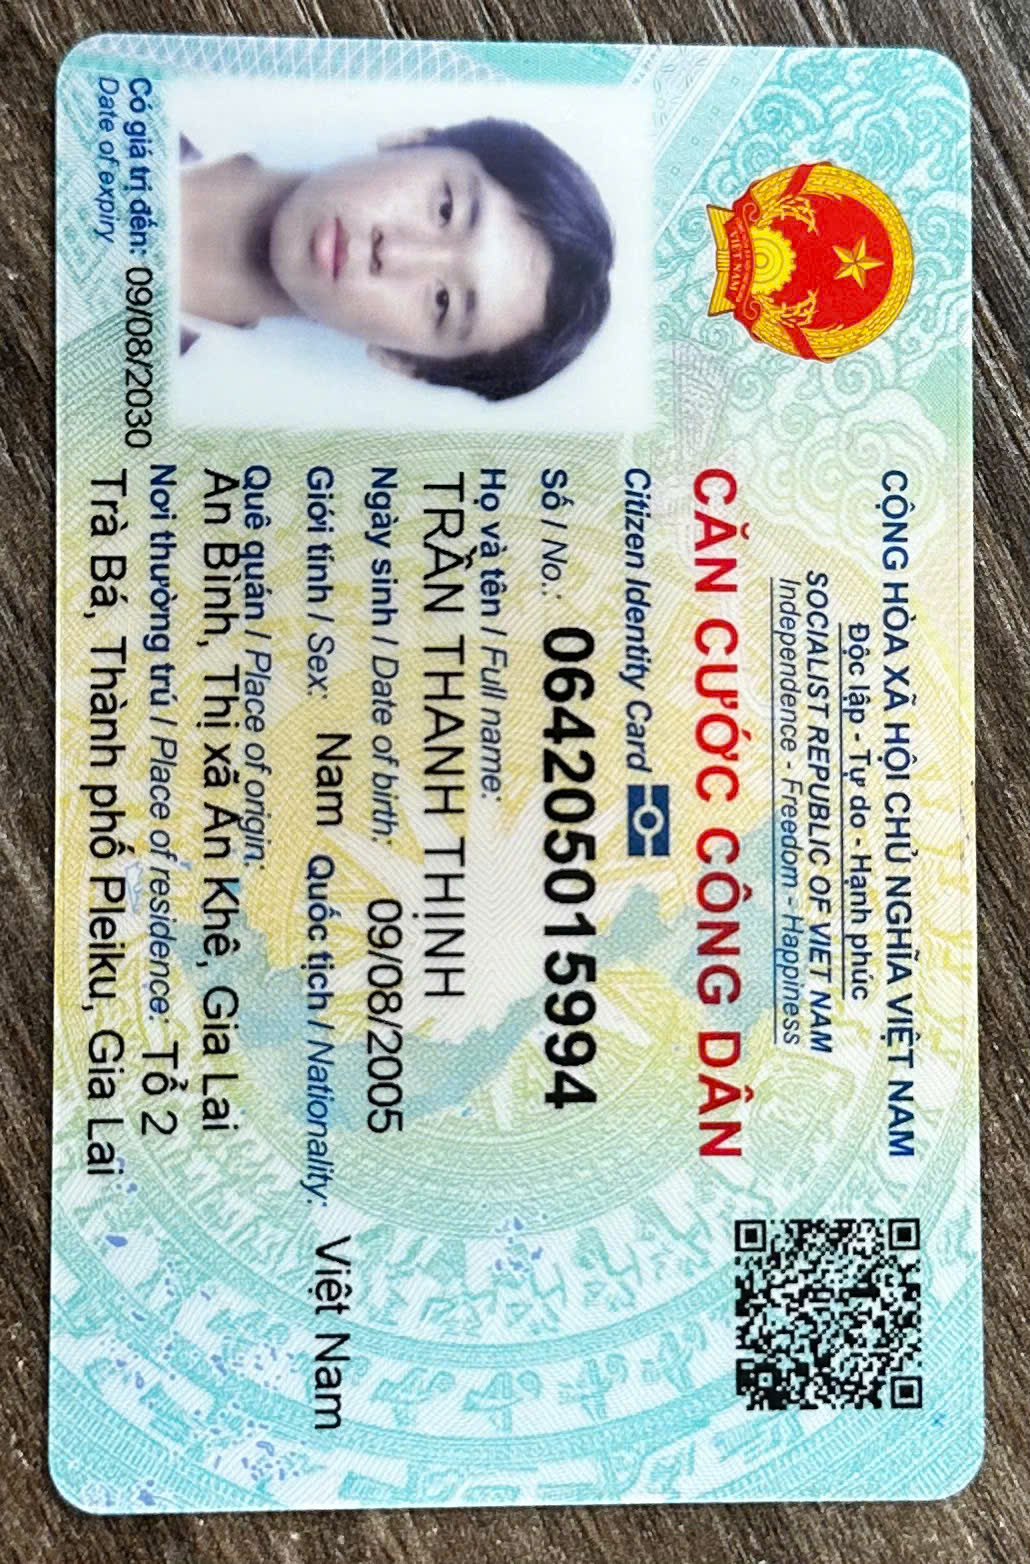 CỘNG HÒA XÃ HỘI CHỦ NGHĨA VIỆT NAM
Độc lập - Tự do - Hạnh phúc
SOCIALIST REPUBLIC OF VIET NAM
Independence - Freedom - Happiness
VIỆT NAM
CĂN CƯỚC CÔNG DÂN
Citizen Identity Card
Số / No.: 064205015994
Họ và tên / Full name:
TRẦN THANH THỊNH
Ngày sinh / Date of birth: 09/08/2005
Giới tính / Sex: Nam Quốc tịch / Nationality: Việt Nam
Quê quán / Place of origin:
An Bình, Thị xã An Khê, Gia Lai
Nơi thường trú / Place of residence: Tổ 2
Trà Bá, Thành phố Pleiku, Gia Lai
Có giá trị đến: 09/08/2030
Date of expiry